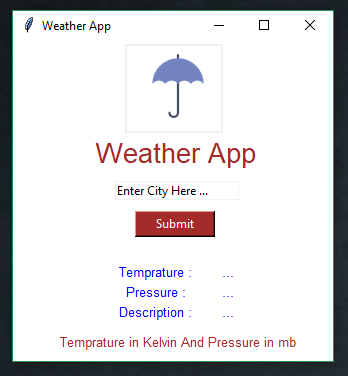 Weather App
Weather App
Enter City Here ...
Submit
Temprature : ...
Pressure : ...
Description : ...
Temprature in Kelvin And Pressure in mb